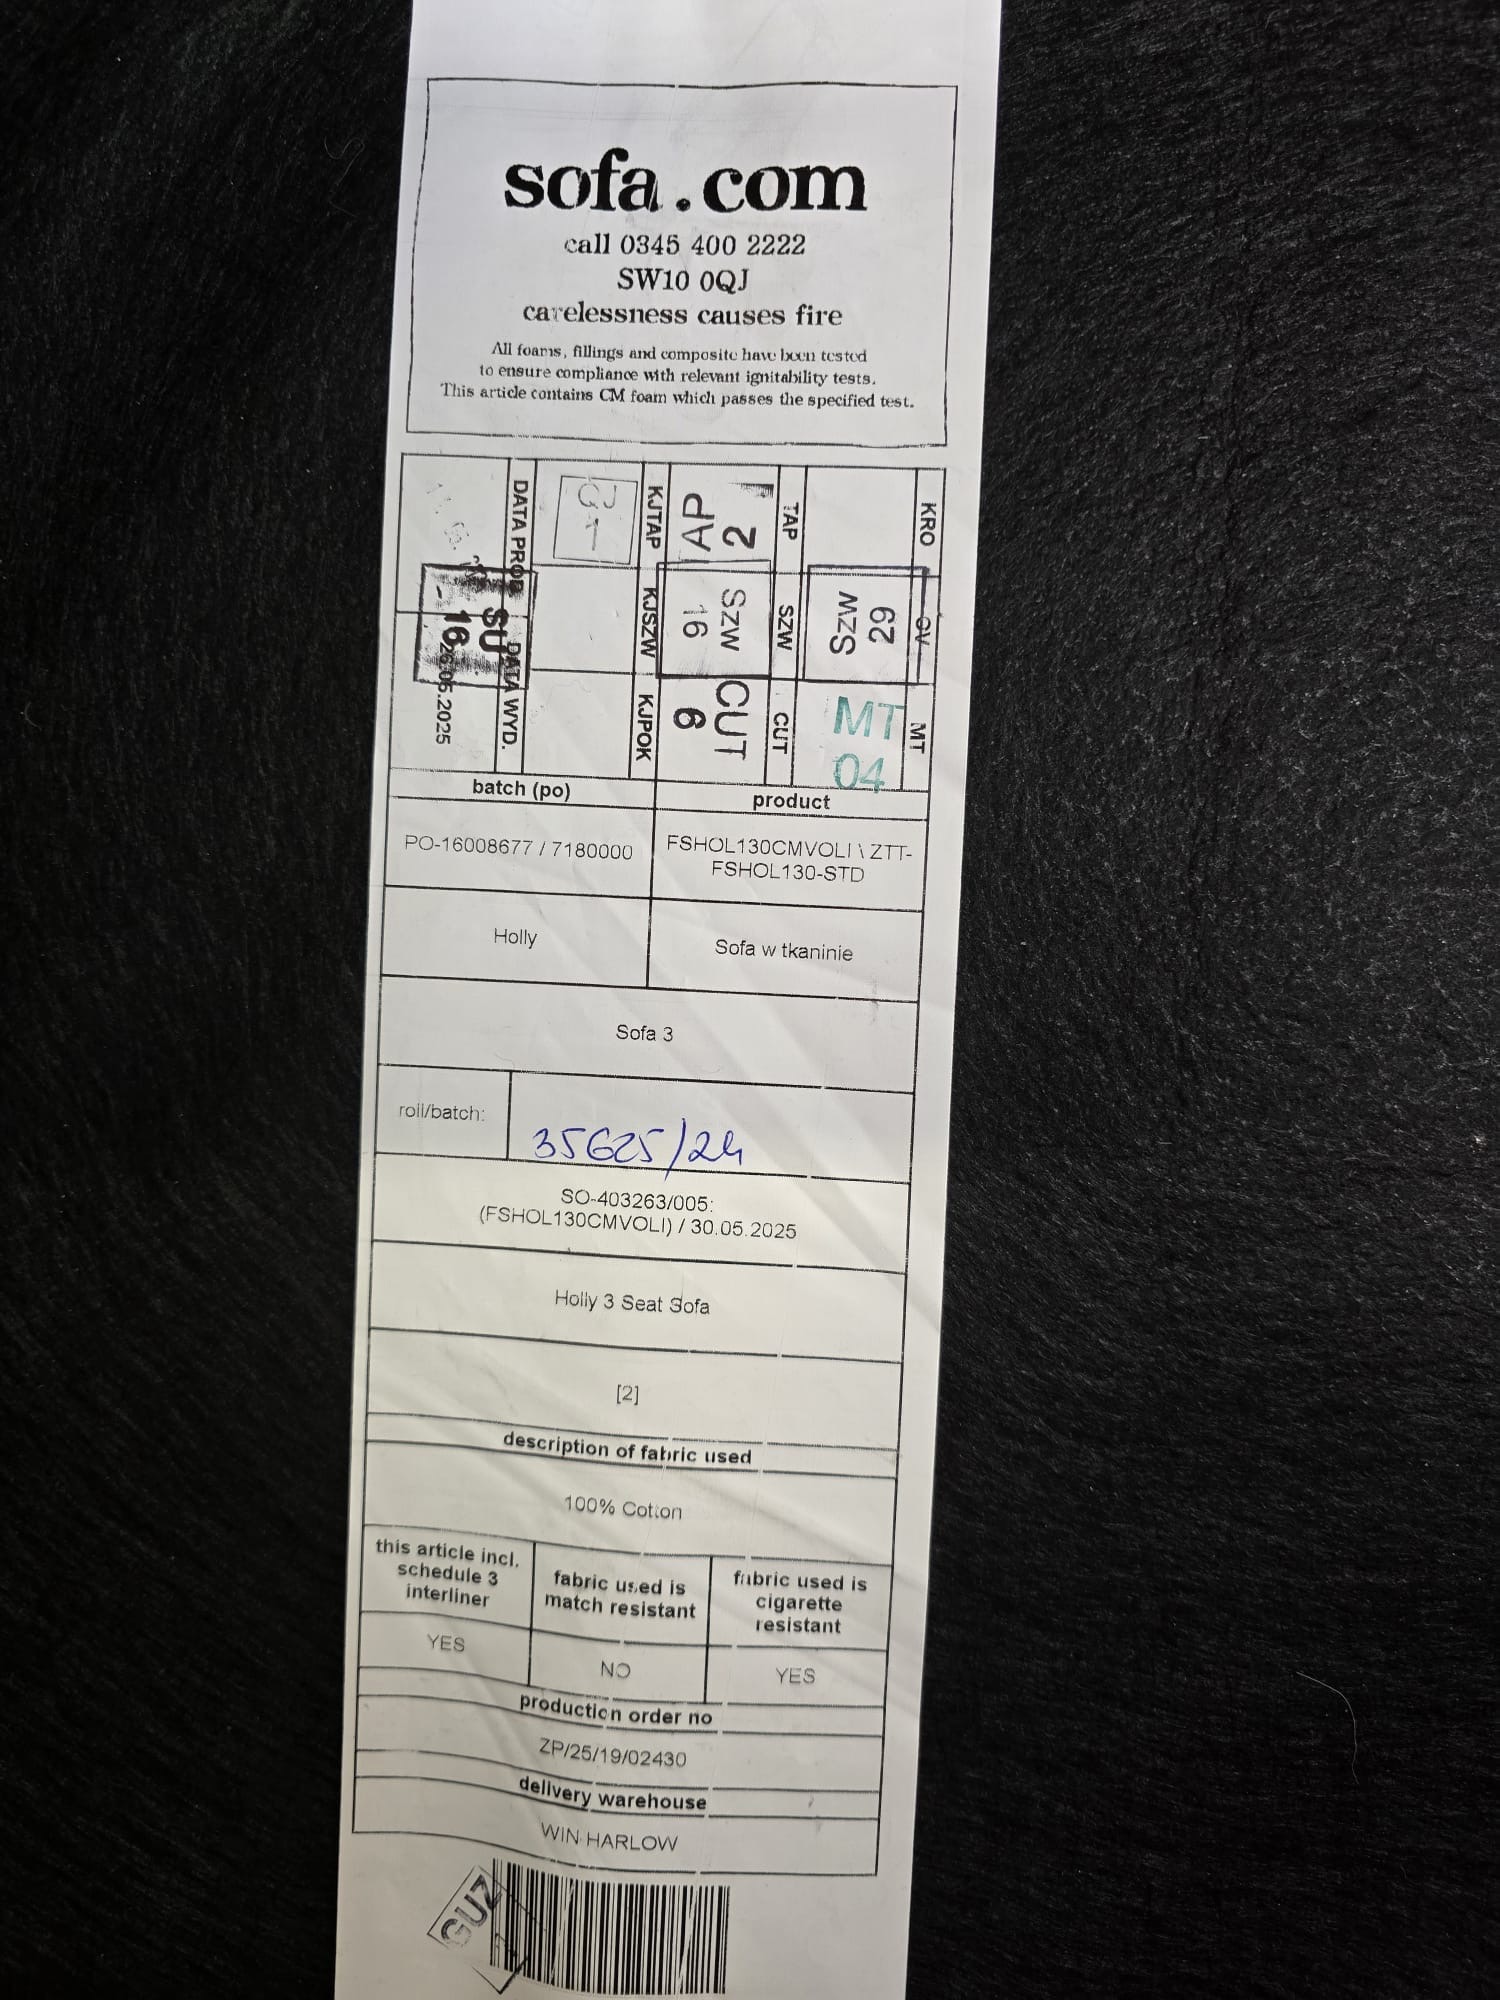 sofa.com
call 0345 400 2222
SW10 0QJ
carelessness causes fire
All foams, fillings and composite have been tested
to ensure compliance with relevant ignitability tests.
This article contains CM foam which passes the specified test.
KRO
MT
29
Szw
MT
04
TAP
SZW
CUT
2
Szw
16
CUT
6
KJTAP
KJSZW
KJPOK
DATA PROD
DATA WYD.
SU
- 16
26.05.2025
batch (po)
product
PO-16008677 / 7180000
FSHOL130CMVOLI \ ZTT-
FSHOL130-STD
Holly
Sofa w tkaninie
Sofa 3
roll/batch:
35625/24
SO-403263/005:
(FSHOL130CMVOLI) / 30.05.2025
Holly 3 Seat Sofa
[2]
description of fabric used
100% Cotton
this article incl.
schedule 3
interliner
fabric used is
match resistant
fabric used is
cigarette
resistant
YES
NO
YES
production order no
ZP/25/19/02430
delivery warehouse
WIN HARLOW
GUZ